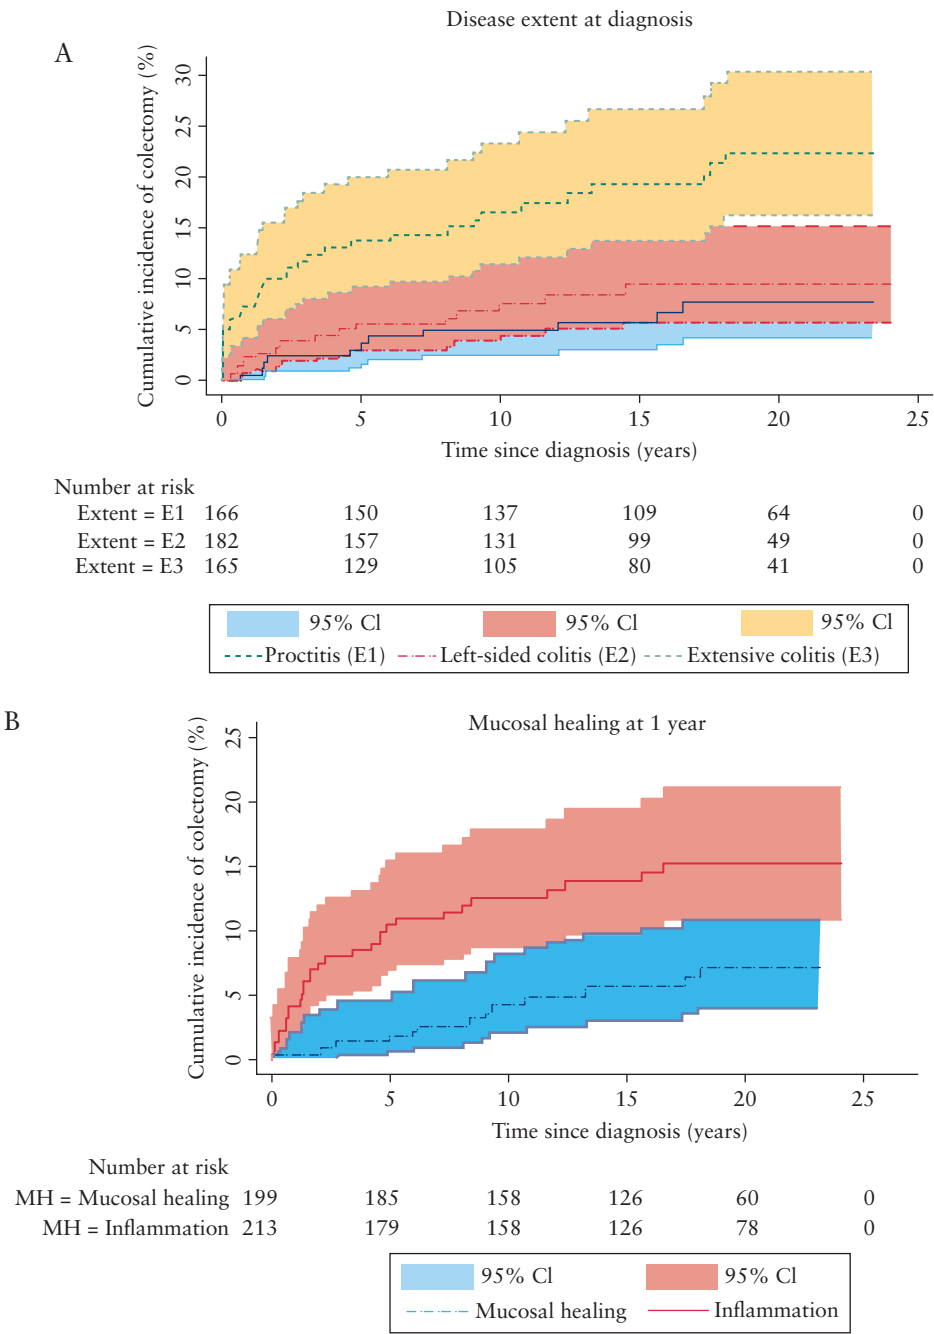 Disease extent at diagnosis
A
Cumulative incidence of colectomy (%)
30
25
20
15
10
5
0
0 5 10 15 20 25
Time since diagnosis (years)
Number at risk
Extent = E1 166 150 137 109 64 0
Extent = E2 182 157 131 99 49 0
Extent = E3 165 129 105 80 41 0
95% Cl 95% Cl 95% Cl
Proctitis (E1) Left-sided colitis (E2) Extensive colitis (E3)
B
Mucosal healing at 1 year
Cumulative incidence of colectomy (%)
25
20
15
10
5
0
0 5 10 15 20 25
Time since diagnosis (years)
Number at risk
MH = Mucosal healing 199 185 158 126 60 0
MH = Inflammation 213 179 158 126 78 0
95% Cl 95% Cl
Mucosal healing Inflammation